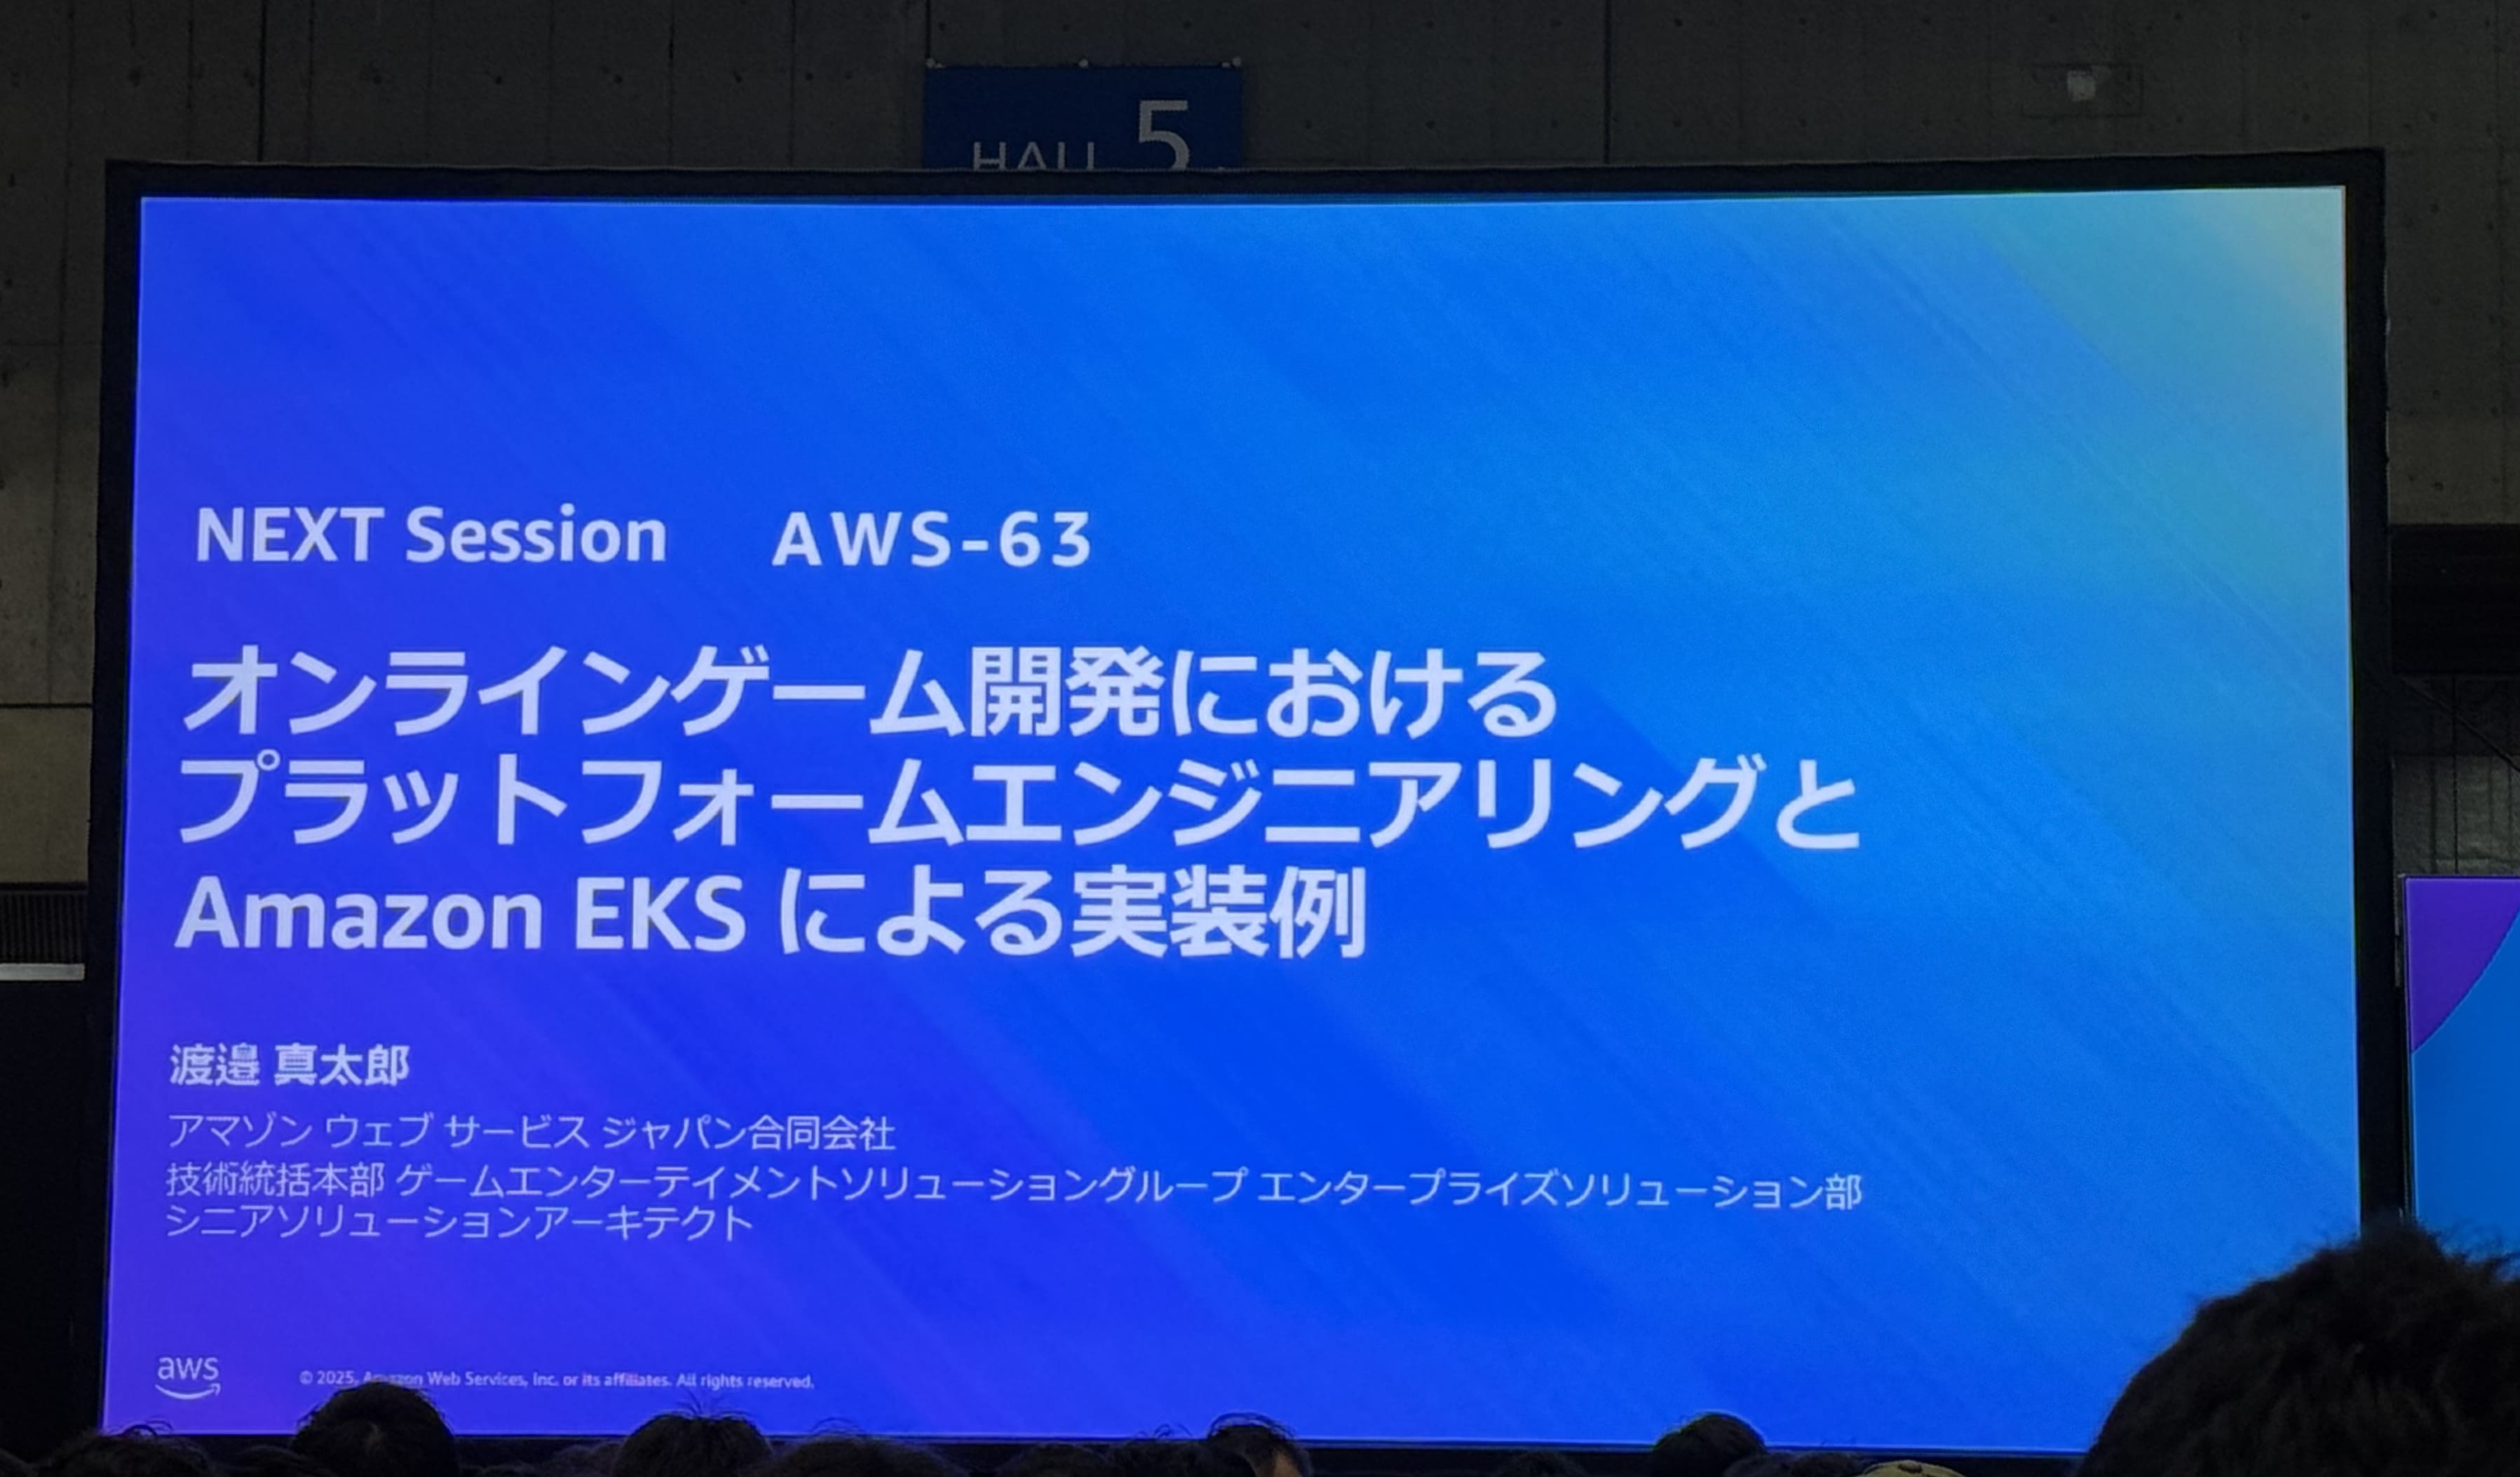 HALL 5
NEXT Session AWS-63
オンラインゲーム開発における
プラットフォームエンジニアリングと
Amazon EKS による実装例
渡邉 真太郎
アマゾン ウェブ サービス ジャパン合同会社
技術統括本部 ゲームエンターテイメントソリューショングループ エンタープライズソリューション部
シニアソリューションアーキテクト
aws
© 2025, Amazon Web Services, Inc. or its affiliates. All rights reserved.